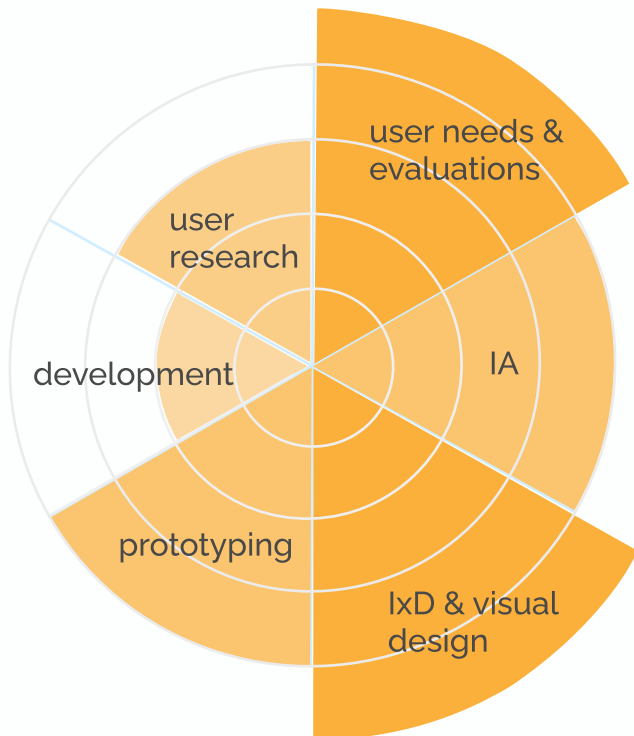 user needs &
evaluations
user
research
IA
development
prototyping
IxD & visual
design